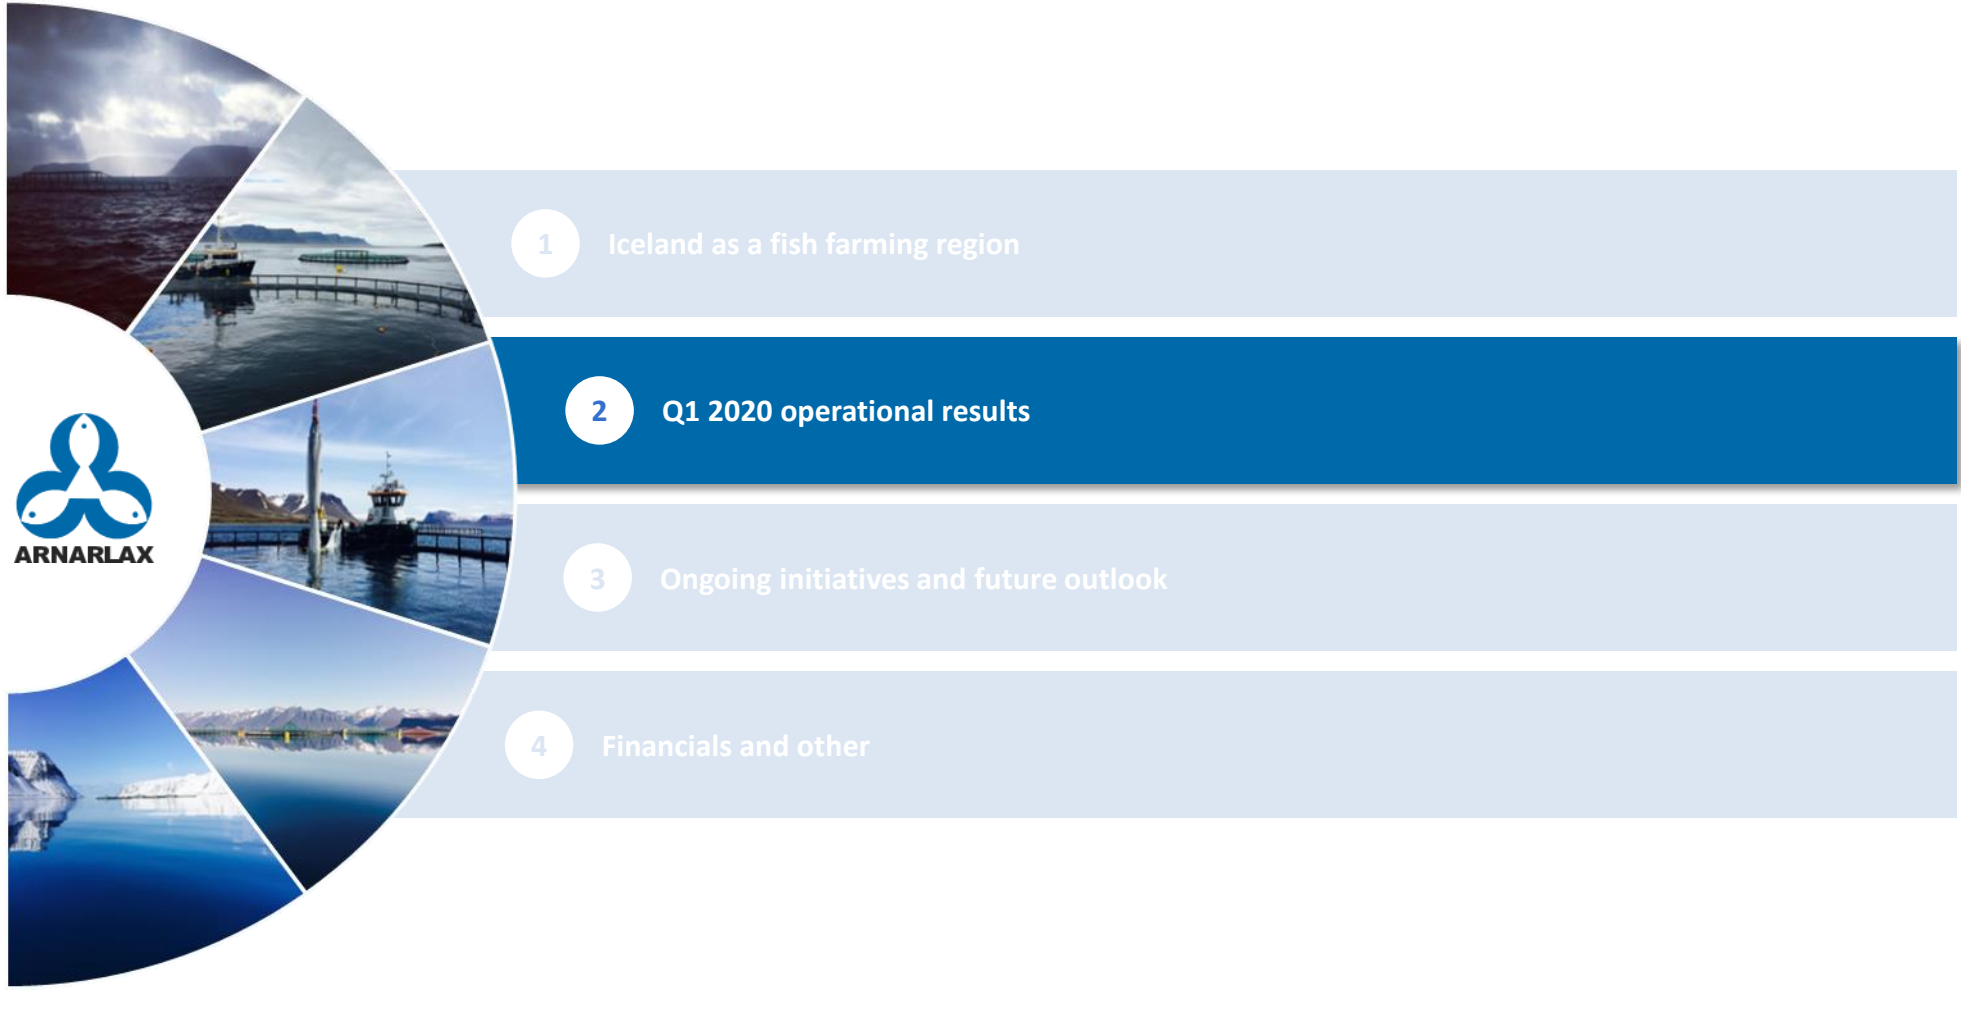 1 Iceland as a fish farming region
2 Q1 2020 operational results
ARNARLAX
3 Ongoing initiatives and future outlook
4 Financials and other